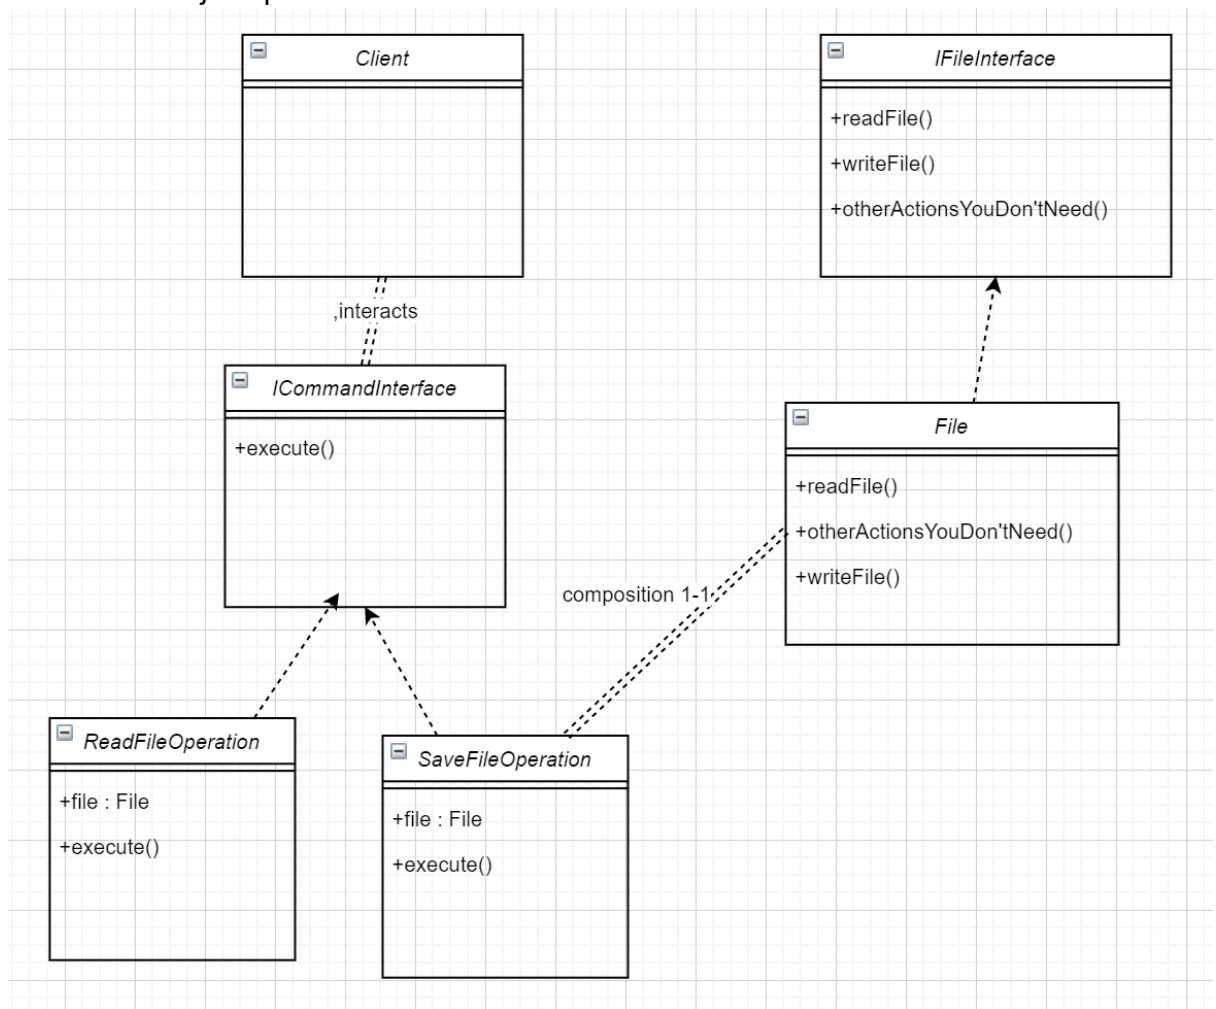 Client
IFileInterface
+readFile()
+writeFile()
+otherActionsYouDon'tNeed()
,interacts
ICommandInterface
+execute()
File
+readFile()
+otherActionsYouDon'tNeed()
+writeFile()
composition 1-1
ReadFileOperation
+file : File
+execute()
SaveFileOperation
+file : File
+execute()